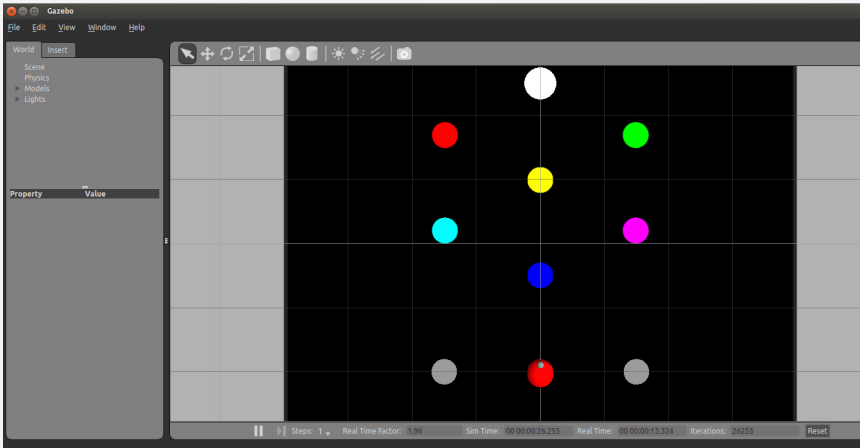 Gazebo
File Edit View Window Help
World Insert
Scene
Physics
Models
Lights
Property Value
Steps: 1 Real Time Factor: 1.96 Sim Time: 00 00:00:26.255 Real Time: 00 00:00:13.324 Iterations: 26255 Reset